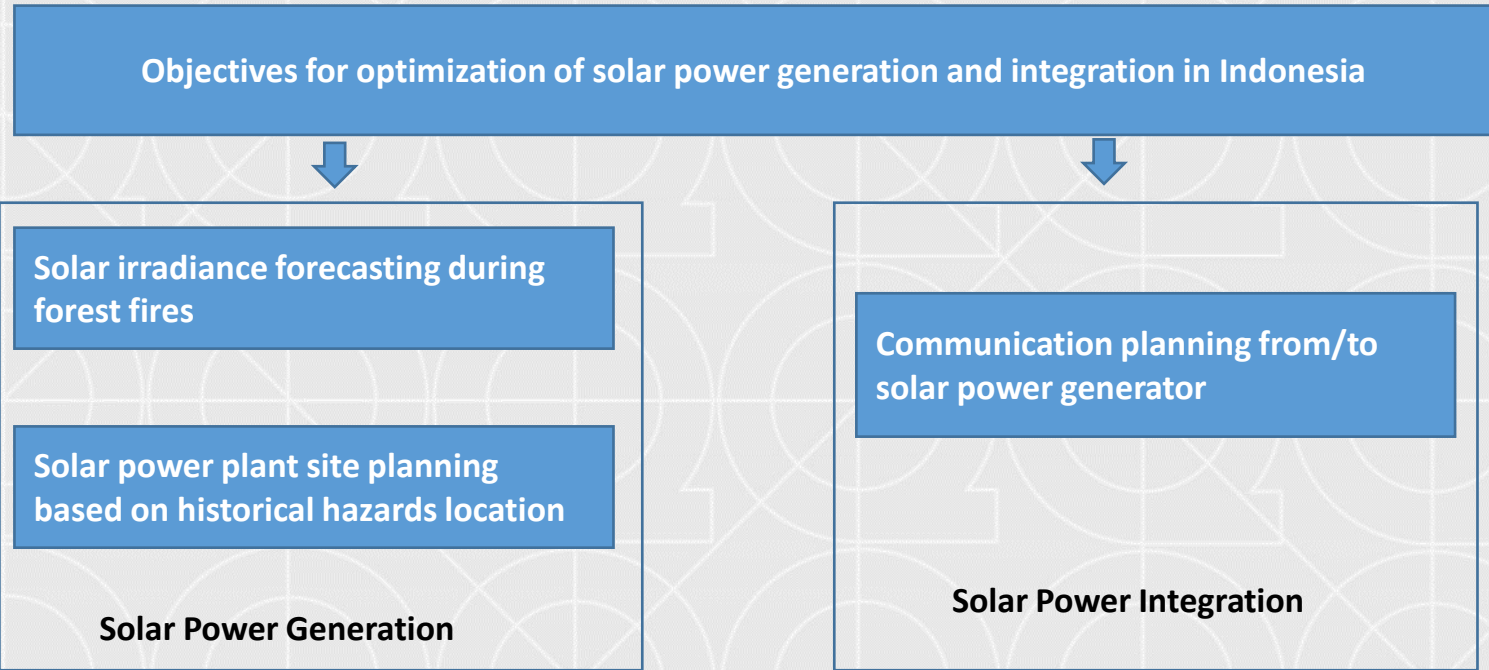 Objectives for optimization of solar power generation and integration in Indonesia
Solar irradiance forecasting during
forest fires
Solar power plant site planning
based on historical hazards location
Solar Power Generation
Communication planning from/to
solar power generator
Solar Power Integration